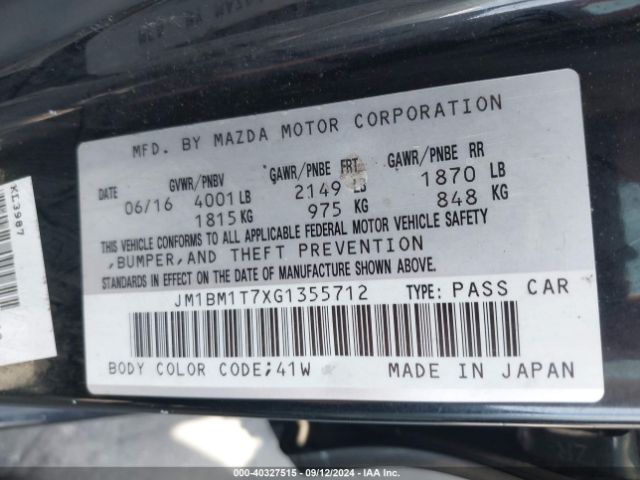 MFD. BY MAZDA MOTOR CORPORATION
DATE GVWR/PNBV GAWR/PNBE FRT GAWR/PNBE RR
06/16 4001 LB 2149 LB 1870 LB
1815 KG 975 KG 848 KG
THIS VEHICLE CONFORMS TO ALL APPLICABLE FEDERAL MOTOR VEHICLE SAFETY
,BUMPER,AND THEFT PREVENTION
STANDARDS IN EFFECT ON THE DATE OF MANUFACTURE SHOWN ABOVE.
JM1BM1T7XG1355712 TYPE: PASS CAR
BODY COLOR CODE;41W MADE IN JAPAN
KL3987
000-40327515 - 09/12/2024 - IAA Inc.